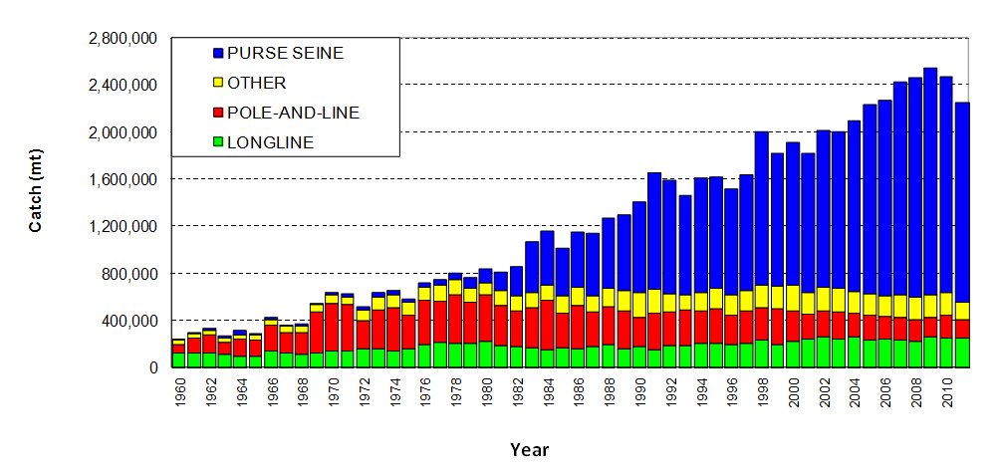 2,800,000
2,400,000
2,000,000
1,600,000
1,200,000
800,000
400,000
0
Catch (mt)
PURSE SEINE
OTHER
POLE-AND-LINE
LONGLINE
1960 1962 1964 1966 1968 1970 1972 1974 1976 1978 1980 1982 1984 1986 1988 1990 1992 1994 1996 1998 2000 2002 2004 2006 2008 2010
Year